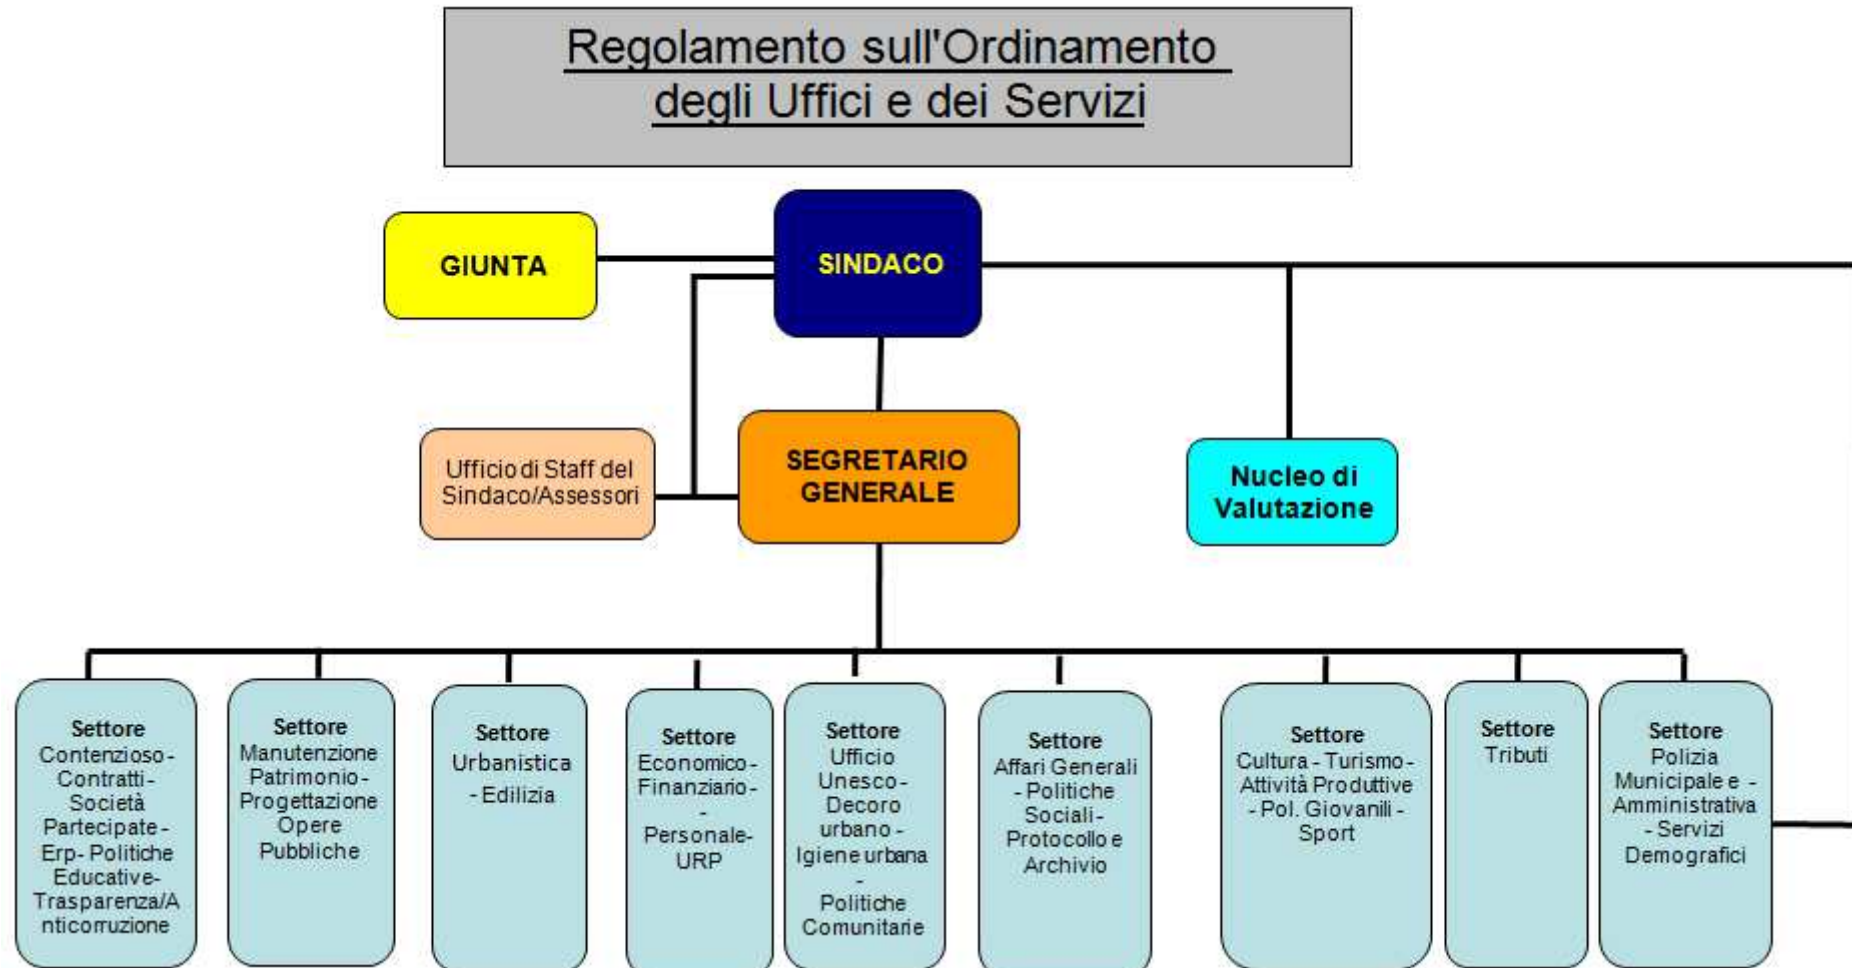 Regolamento sull'Ordinamento
degli Uffici e dei Servizi
GIUNTA
SINDACO
Ufficio di Staff del
Sindaco/Assessori
SEGRETARIO
GENERALE
Nucleo di
Valutazione
Settore
Contenzioso -
Contratti -
Società
Partecipate -
Erp- Politiche
Educative-
Trasparenza/A
nticorruzione
Settore
Manutenzione
Patrimonio -
Progettazione
Opere
Pubbliche
Settore
Urbanistica
- Edilizia
Settore
Economico -
Finanziario -
-
Personale-
URP
Settore
Ufficio
Unesco -
Decoro
urbano -
Igiene urbana
-
Politiche
Comunitarie
Settore
Affari Generali
- Politiche
Sociali -
Protocollo e
Archivio
Settore
Cultura - Turismo -
Attività Produttive
- Pol. Giovanili -
Sport
Settore
Tributi
Settore
Polizia
Municipale e -
Amministrativa
- Servizi
Demografici